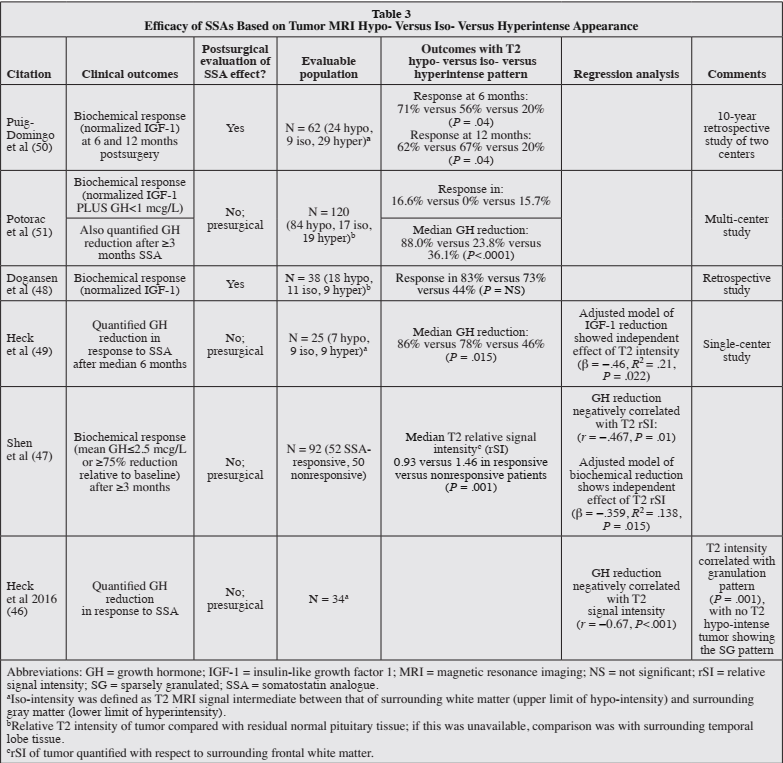 Table 3
Efficacy of SSAs Based on Tumor MRI Hypo- Versus Iso- Versus Hyperintense Appearance
Citation
Clinical outcomes
Postsurgical
evaluation of
SSA effect?
Evaluable
population
Outcomes with T2
hypo- versus iso- versus
hyperintense pattern
Regression analysis
Comments
Puig-
Domingo
et al (50)
Biochemical response
(normalized IGF-1)
at 6 and 12 months
postsurgery
Yes
N = 62 (24 hypo,
9 iso, 29 hyper)ᵃ
Response at 6 months:
71% versus 56% versus 20%
(P = .04)
Response at 12 months:
62% versus 67% versus 20%
(P = .04)
10-year
retrospective
study of two
centers
Potorac
et al (51)
Biochemical response
(normalized IGF-1
PLUS GH<1 mcg/L)
Also quantified GH
reduction after ≥3
months SSA
No;
presurgical
N = 120
(84 hypo, 17 iso,
19 hyper)ᵇ
Response in:
16.6% versus 0% versus 15.7%
Median GH reduction:
88.0% versus 23.8% versus
36.1% (P<.0001)
Multi-center
study
Dogansen
et al (48)
Biochemical response
(normalized IGF-1)
Yes
N = 38 (18 hypo,
11 iso, 9 hyper)ᵇ
Response in 83% versus 73%
versus 44% (P = NS)
Retrospective
study
Heck
et al (49)
Quantified GH
reduction in
response to SSA
after median 6 months
No;
presurgical
N = 25 (7 hypo,
9 iso, 9 hyper)ᵃ
Median GH reduction:
86% versus 78% versus 46%
(P = .015)
Adjusted model of
IGF-1 reduction
showed independent
effect of T2 intensity
(β = –.46, R² = .21,
P = .022)
Single-center
study
Shen
et al (47)
Biochemical response
(mean GH≤2.5 mcg/L
or ≥75% reduction
relative to baseline)
after ≥3 months
No;
presurgical
N = 92 (52 SSA-
responsive, 50
nonresponsive)
Median T2 relative signal
intensityᶜ (rSI)
0.93 versus 1.46 in responsive
versus nonresponsive patients
(P = .001)
GH reduction
negatively correlated
with T2 rSI:
(r = –.467, P = .01)
Adjusted model of
biochemical reduction
shows independent
effect of T2 rSI
(β = –.359, R²= .138,
P = .015)
Heck
et al 2016
(46)
Quantified GH
reduction
in response to SSA
No;
presurgical
N = 34ᵃ
GH reduction
negatively correlated
with T2
signal intensity
(r = –0.67, P<.001)
T2 intensity
correlated with
granulation
pattern
(P = .001),
with no T2
hypo-intense
tumor showing
the SG pattern
Abbreviations: GH = growth hormone; IGF-1 = insulin-like growth factor 1; MRI = magnetic resonance imaging; NS = not significant; rSI = relative
signal intensity; SG = sparsely granulated; SSA = somatostatin analogue.
ᵃIso-intensity was defined as T2 MRI signal intermediate between that of surrounding white matter (upper limit of hypo-intensity) and surrounding
gray matter (lower limit of hyperintensity).
ᵇRelative T2 intensity of tumor compared with residual normal pituitary tissue; if this was unavailable, comparison was with surrounding temporal
lobe tissue.
ᶜrSI of tumor quantified with respect to surrounding frontal white matter.